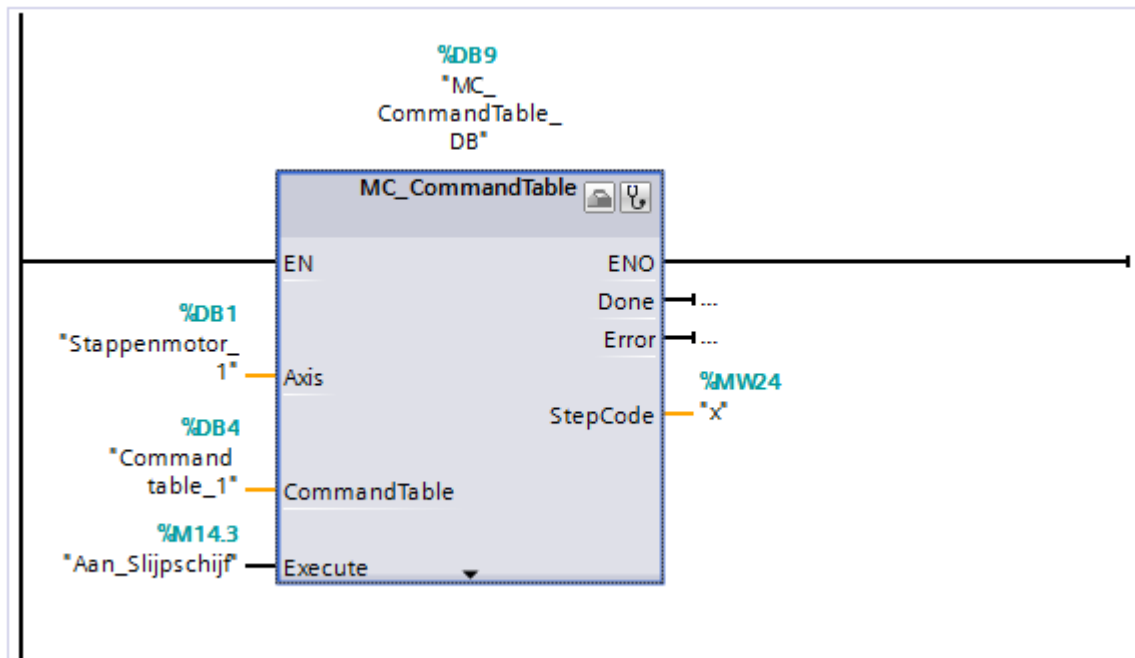 %DB9
"MC_
CommandTable_
DB"
MC_CommandTable
EN
ENO
Done
...
%DB1
"Stappenmotor_
1"
Error
...
Axis
%MW24
"x"
StepCode
%DB4
"Command
table_1"
CommandTable
%M14.3
"Aan_Slijpschijf"
Execute